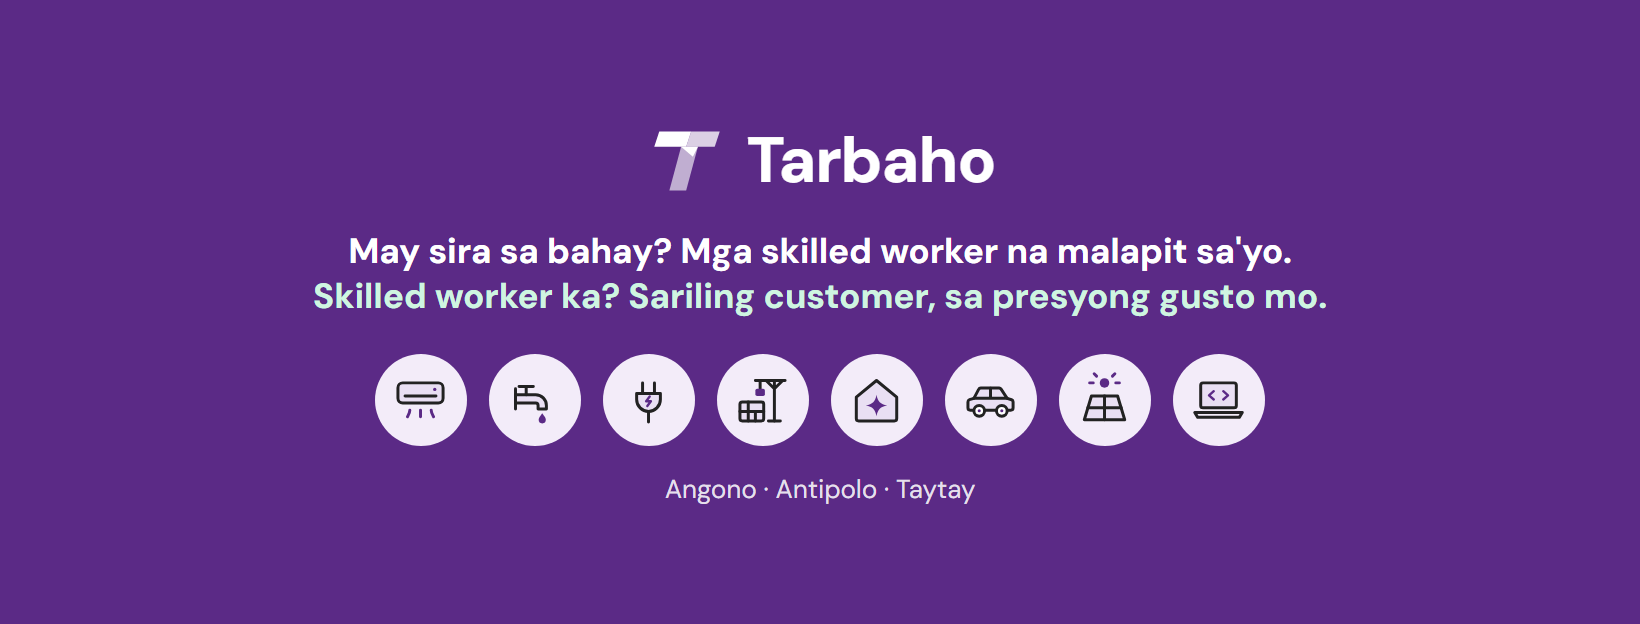 Tarbaho
May sira sa bahay? Mga skilled worker na malapit sa'yo.
Skilled worker ka? Sariling customer, sa presyong gusto mo.
Angono · Antipolo · Taytay